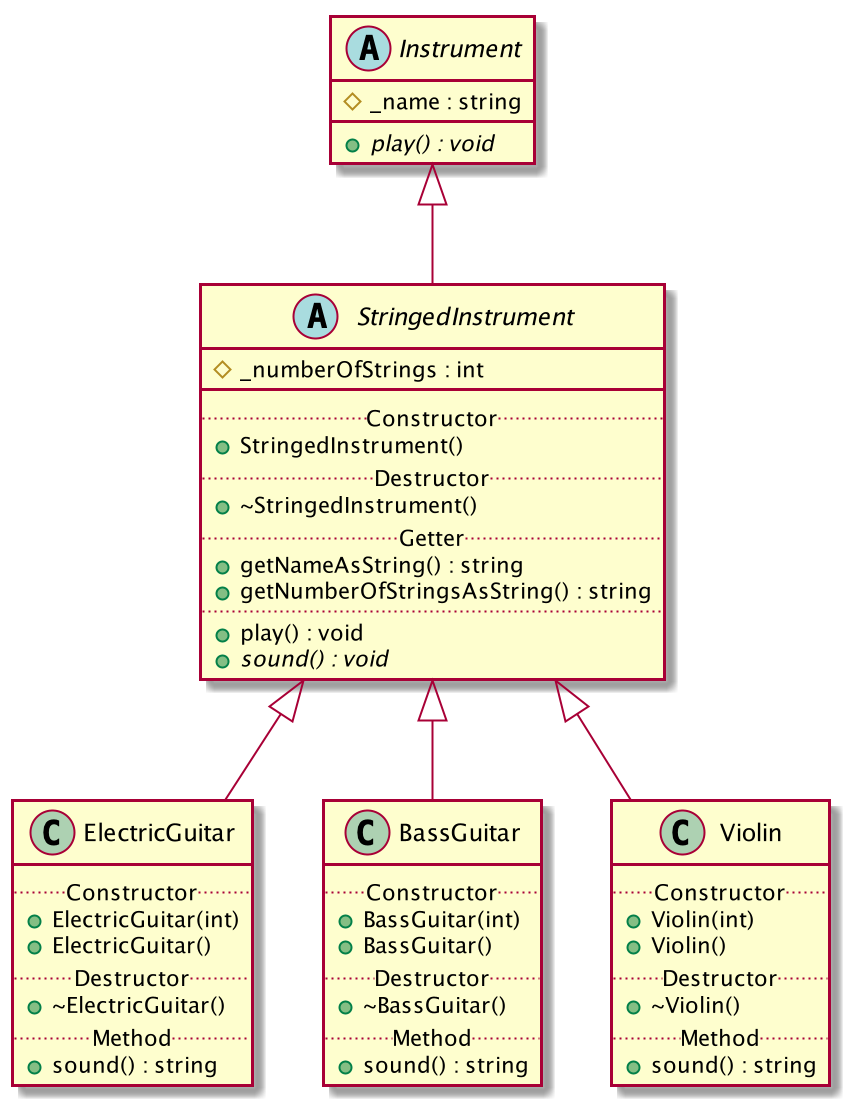 A Instrument
_name : string
play() : void
A StringedInstrument
_numberOfStrings : int
Constructor
StringedInstrument()
Destructor
~StringedInstrument()
Getter
getNameAsString() : string
getNumberOfStringsAsString() : string
play() : void
sound() : void
C ElectricGuitar
Constructor
ElectricGuitar(int)
ElectricGuitar()
Destructor
~ElectricGuitar()
Method
sound() : string
C BassGuitar
Constructor
BassGuitar(int)
BassGuitar()
Destructor
~BassGuitar()
Method
sound() : string
C Violin
Constructor
Violin(int)
Violin()
Destructor
~Violin()
Method
sound() : string